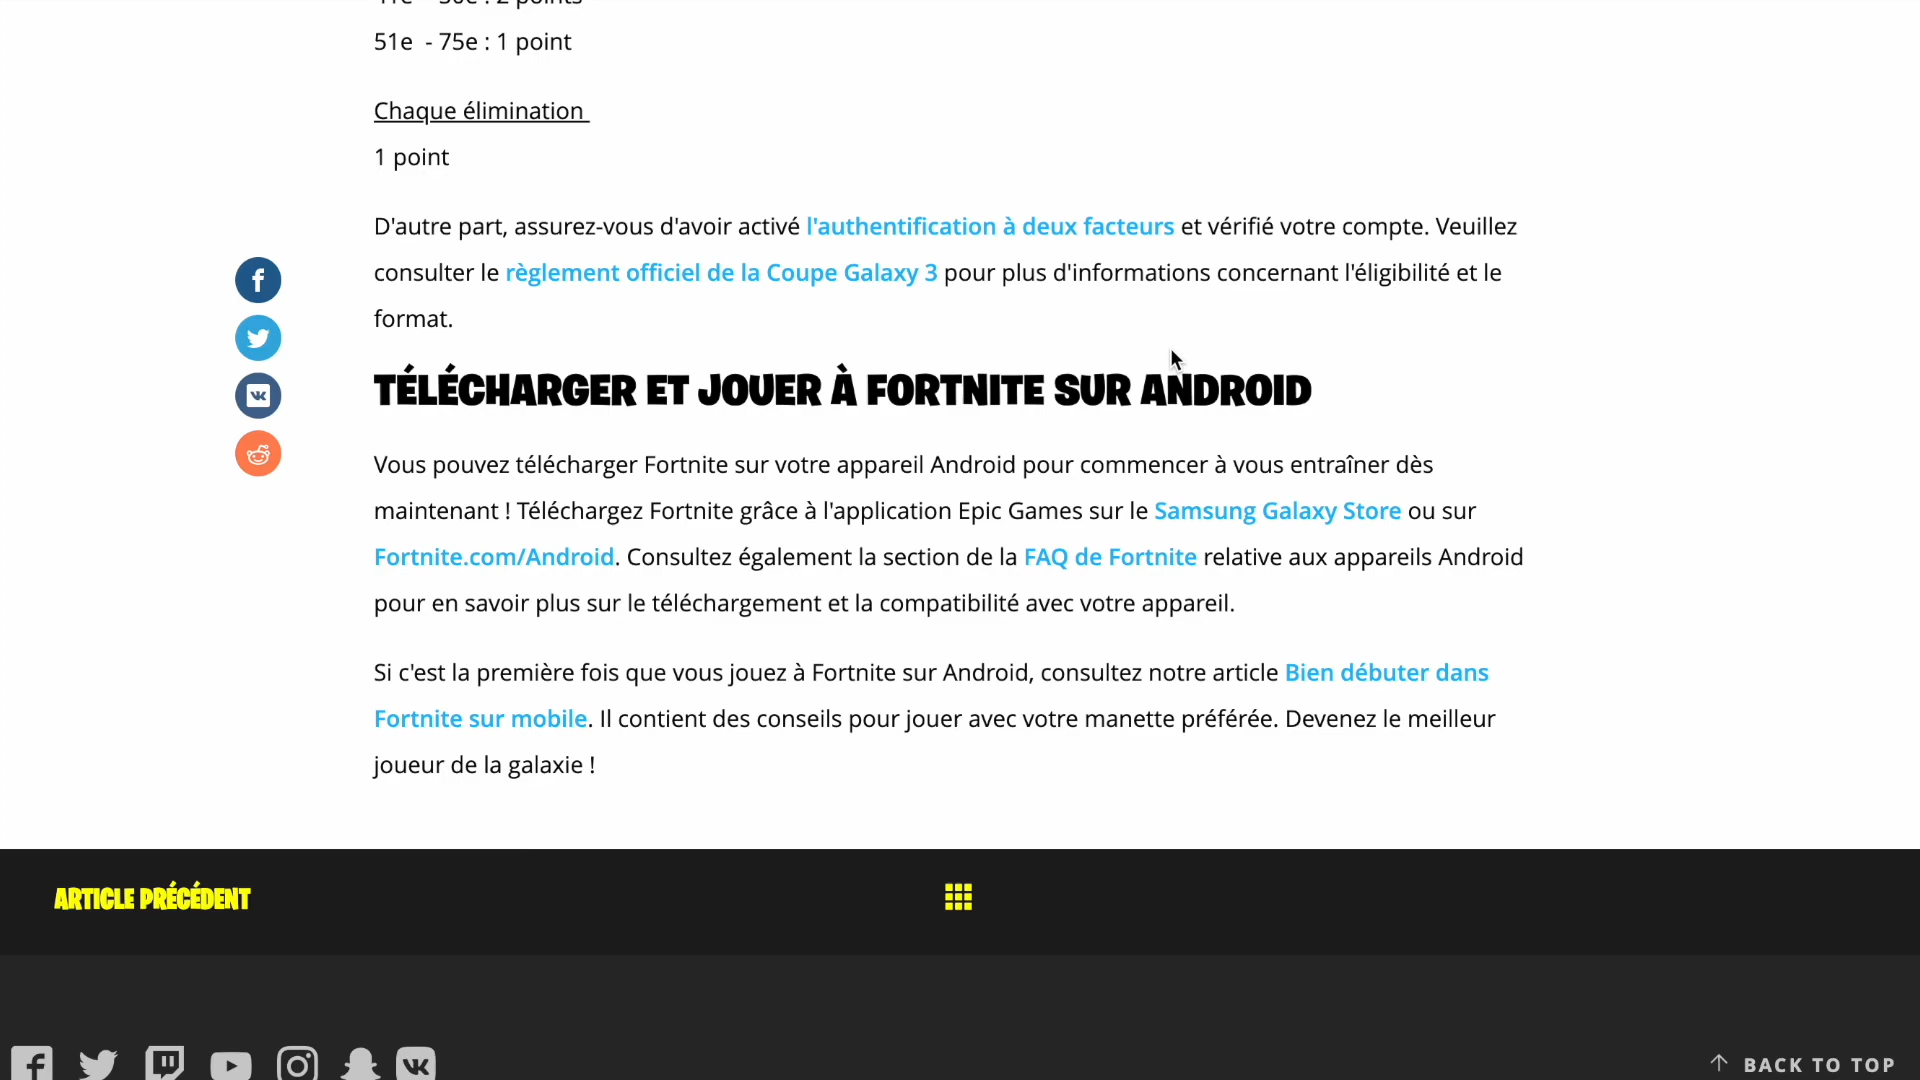 41e - 50e : 2 points
51e - 75e : 1 point
Chaque élimination
1 point
D'autre part, assurez-vous d'avoir activé l'authentification à deux facteurs et vérifié votre compte. Veuillez
consulter le règlement officiel de la Coupe Galaxy 3 pour plus d'informations concernant l'éligibilité et le
format.
TÉLÉCHARGER ET JOUER À FORTNITE SUR ANDROID
Vous pouvez télécharger Fortnite sur votre appareil Android pour commencer à vous entraîner dès
maintenant ! Téléchargez Fortnite grâce à l'application Epic Games sur le Samsung Galaxy Store ou sur
Fortnite.com/Android. Consultez également la section de la FAQ de Fortnite relative aux appareils Android
pour en savoir plus sur le téléchargement et la compatibilité avec votre appareil.
Si c'est la première fois que vous jouez à Fortnite sur Android, consultez notre article Bien débuter dans
Fortnite sur mobile. Il contient des conseils pour jouer avec votre manette préférée. Devenez le meilleur
joueur de la galaxie !
ARTICLE PRÉCÉDENT
BACK TO TOP